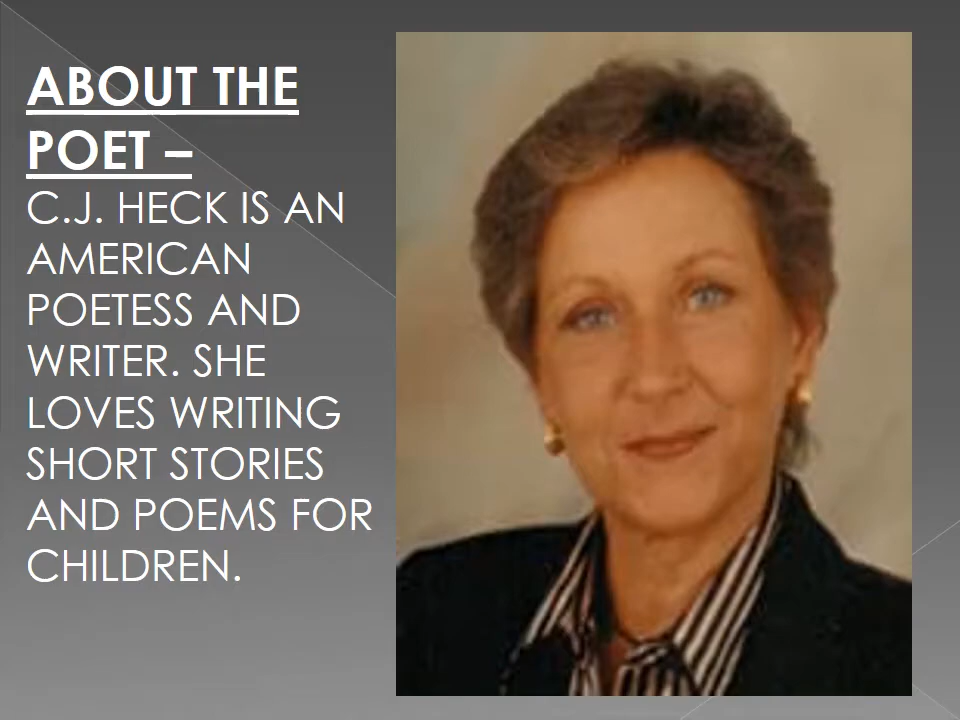 ABOUT THE
POET –
C.J. HECK IS AN
AMERICAN
POETESS AND
WRITER. SHE
LOVES WRITING
SHORT STORIES
AND POEMS FOR
CHILDREN.